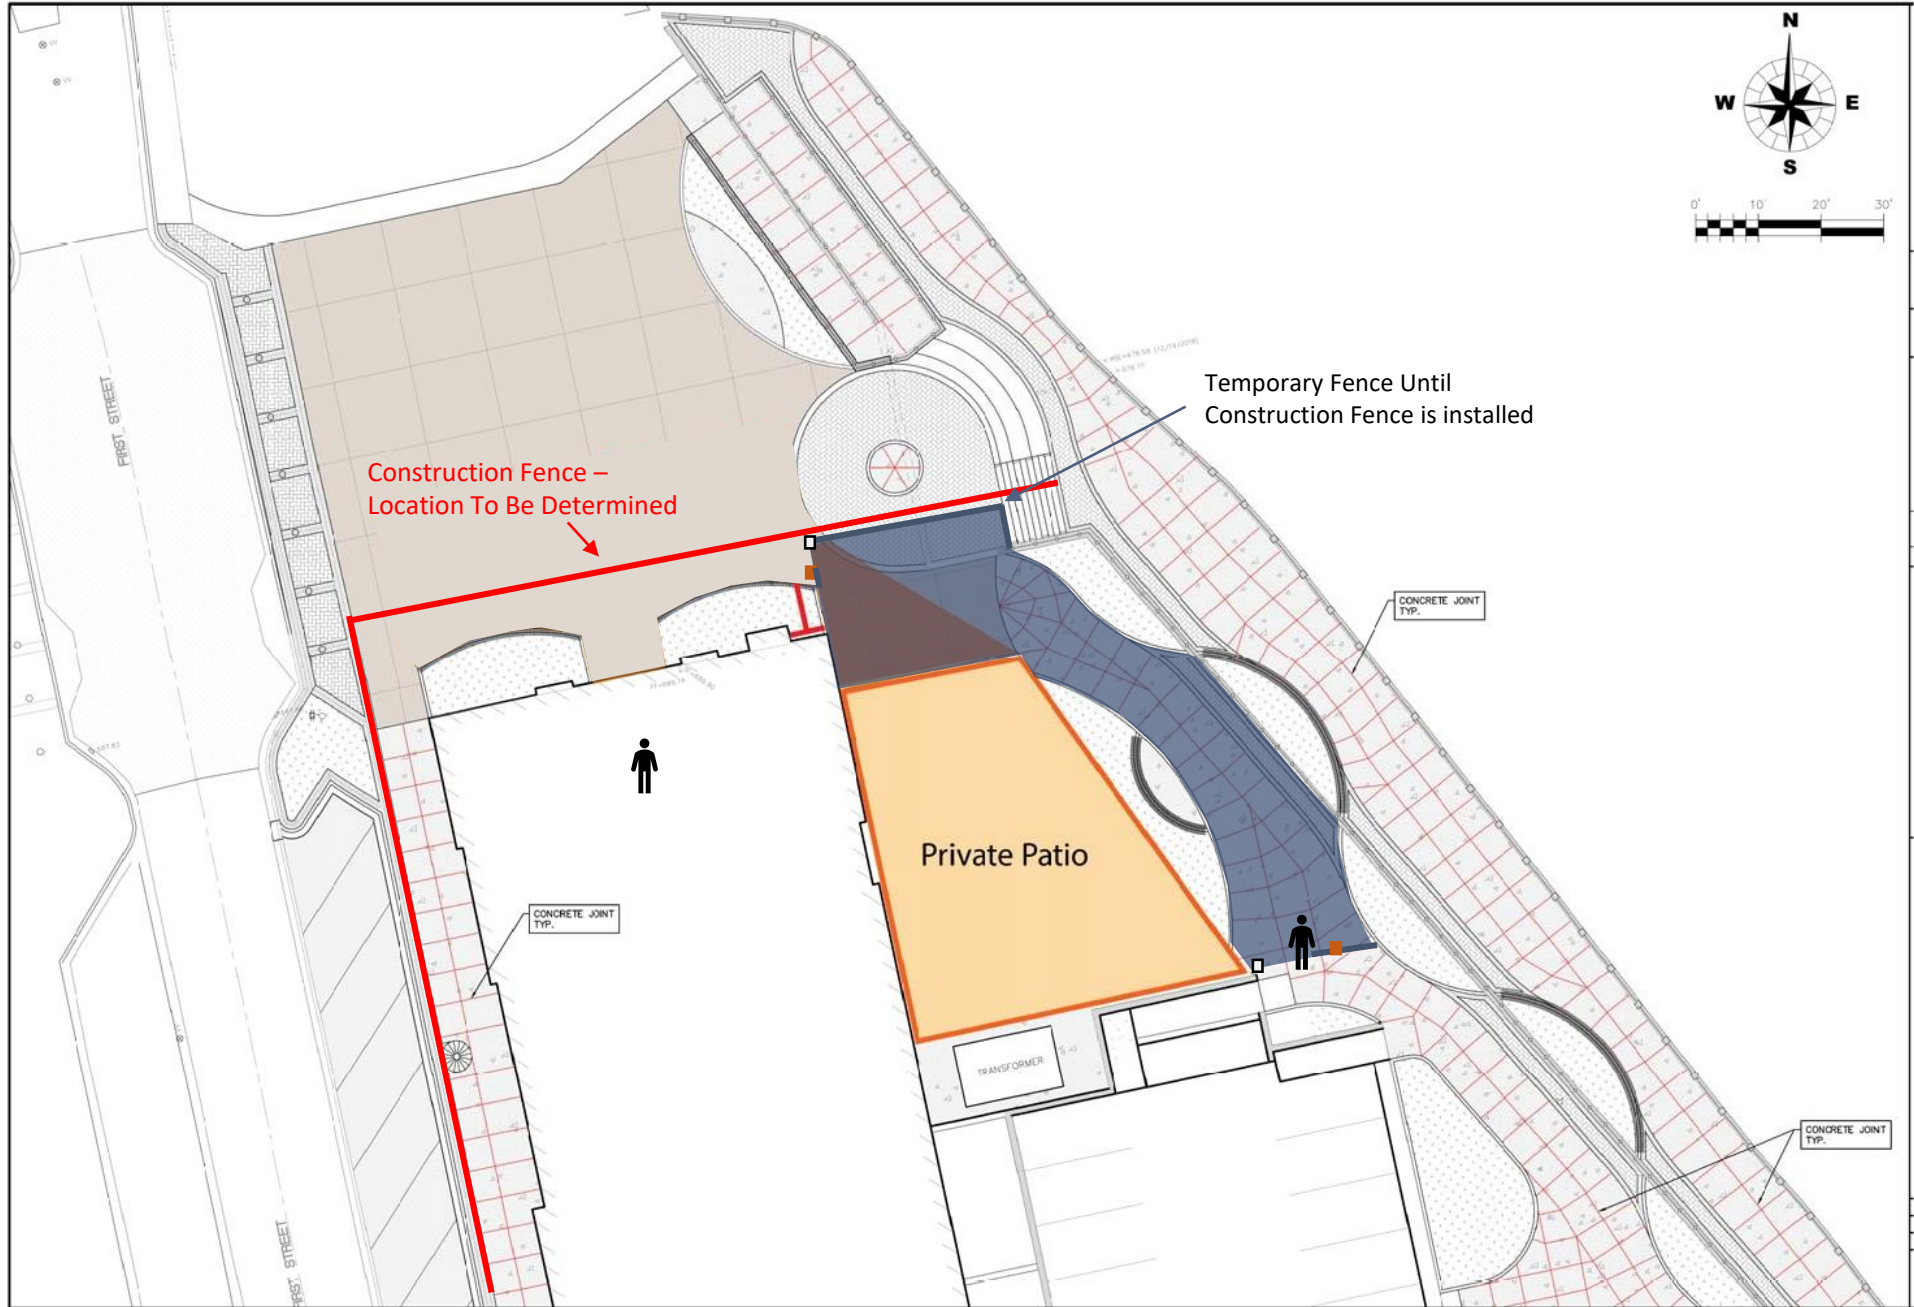 N
W E
S
0' 10' 20' 30'
FIRST STREET
Temporary Fence Until
Construction Fence is installed
Construction Fence –
Location To Be Determined
CONCRETE JOINT
TYP.
Private Patio
CONCRETE JOINT
TYP.
TRANSFORMER
CONCRETE JOINT
TYP.
FIRST STREET